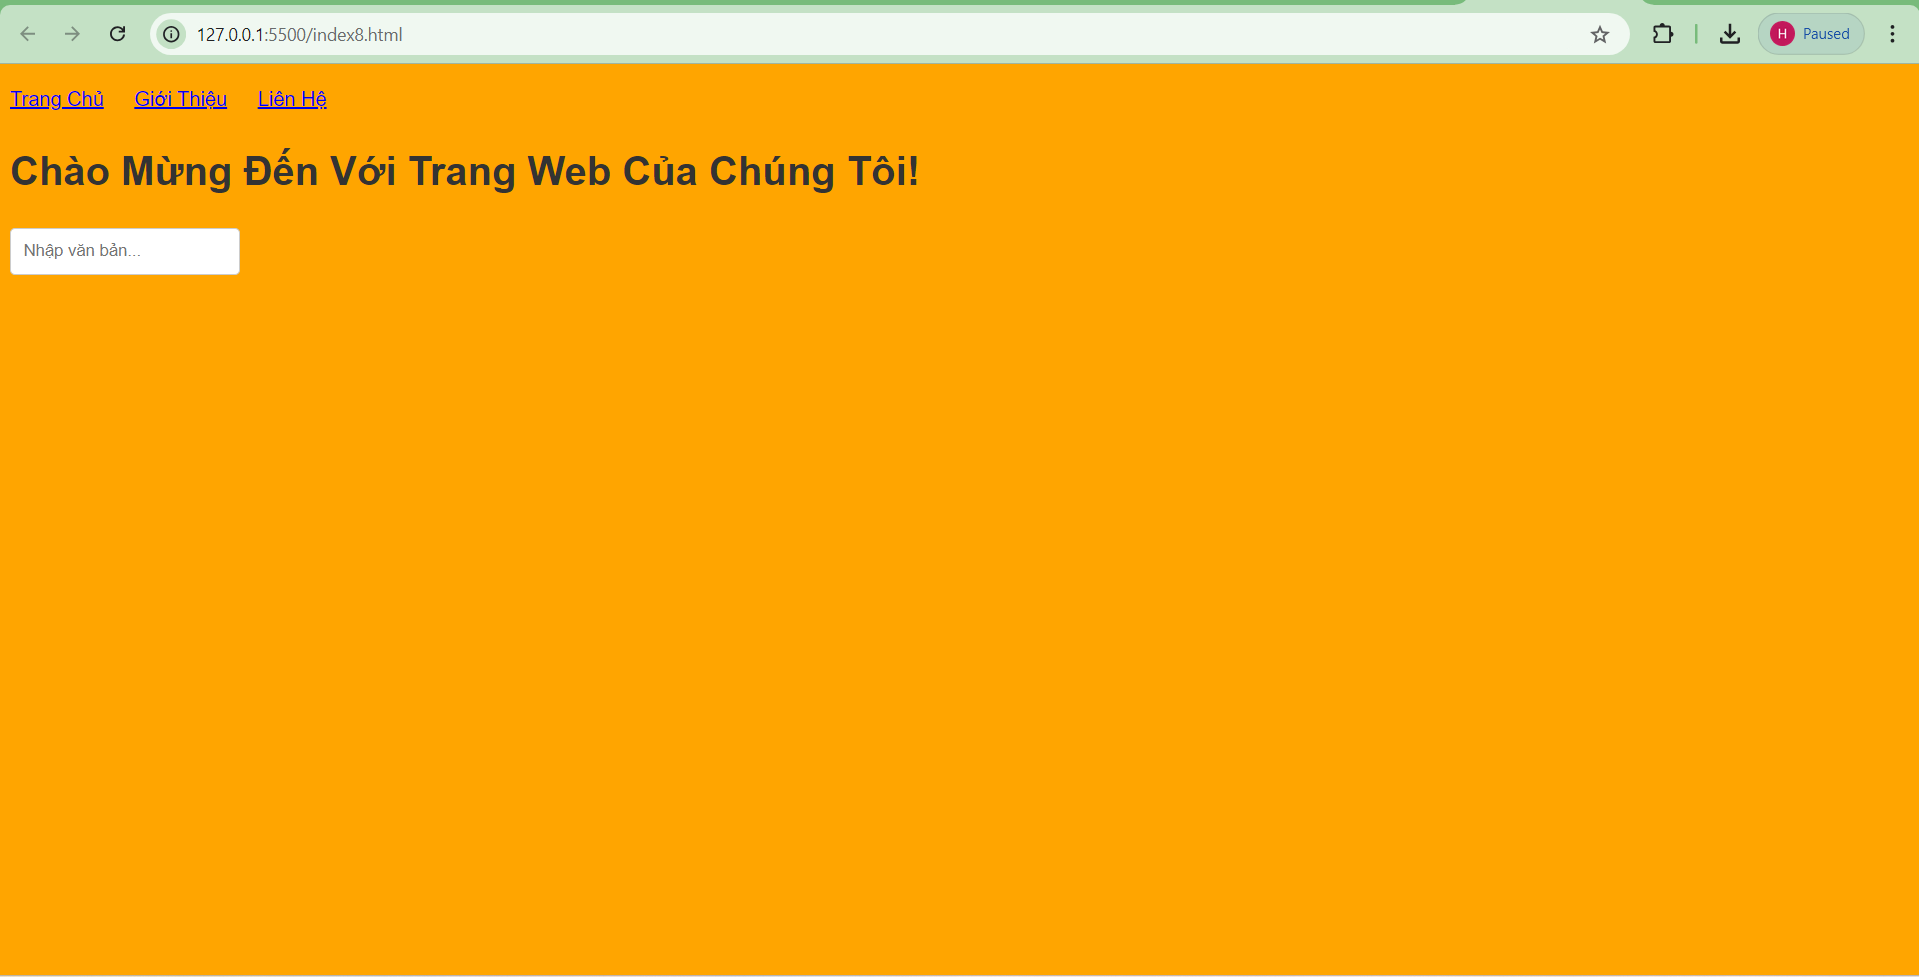 127.0.0.1:5500/index8.html
H Paused
Trang Chủ Giới Thiệu Liên Hệ
Chào Mừng Đến Với Trang Web Của Chúng Tôi!
Nhập văn bản...